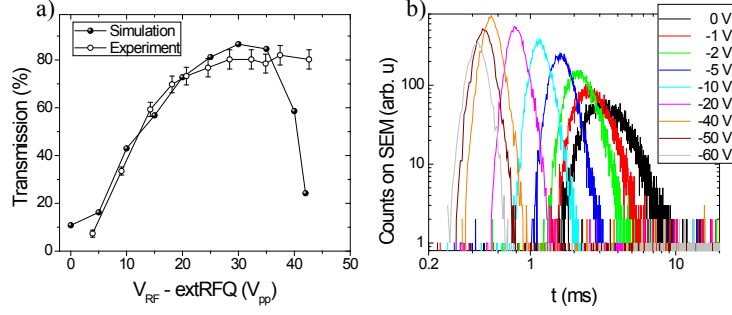 a)
Simulation
Experiment
Transmission (%)
100
80
60
40
20
0
0 10 20 30 40 50
V_RF - extRFQ (V_pp)
b)
Counts on SEM (arb. u)
100
10
1
0.2 1 10
t (ms)
0 V
-1 V
-2 V
-5 V
-10 V
-20 V
-40 V
-50 V
-60 V